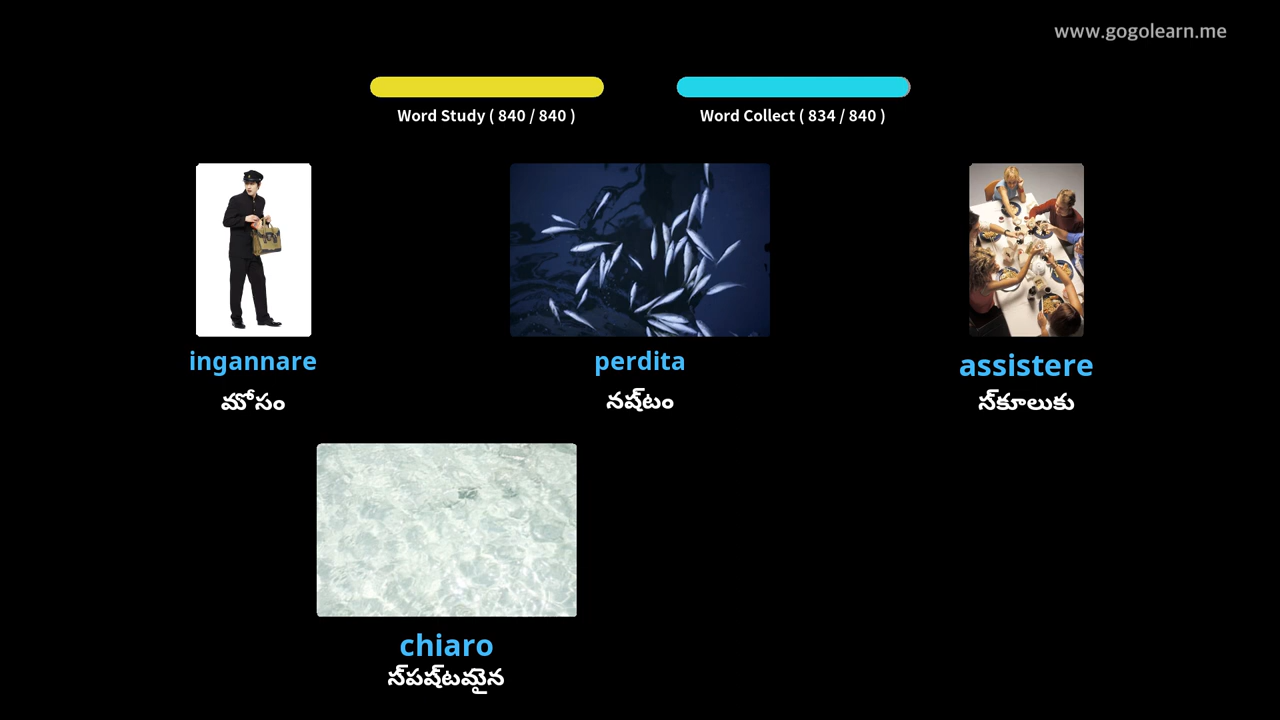 www.gogolearn.me
Word Study ( 840 / 840 )
Word Collect ( 834 / 840 )
ingannare
మోసం
perdita
నష్‌టం
assistere
స్‌కూలుకు
chiaro
స్‌పష్‌టమైన